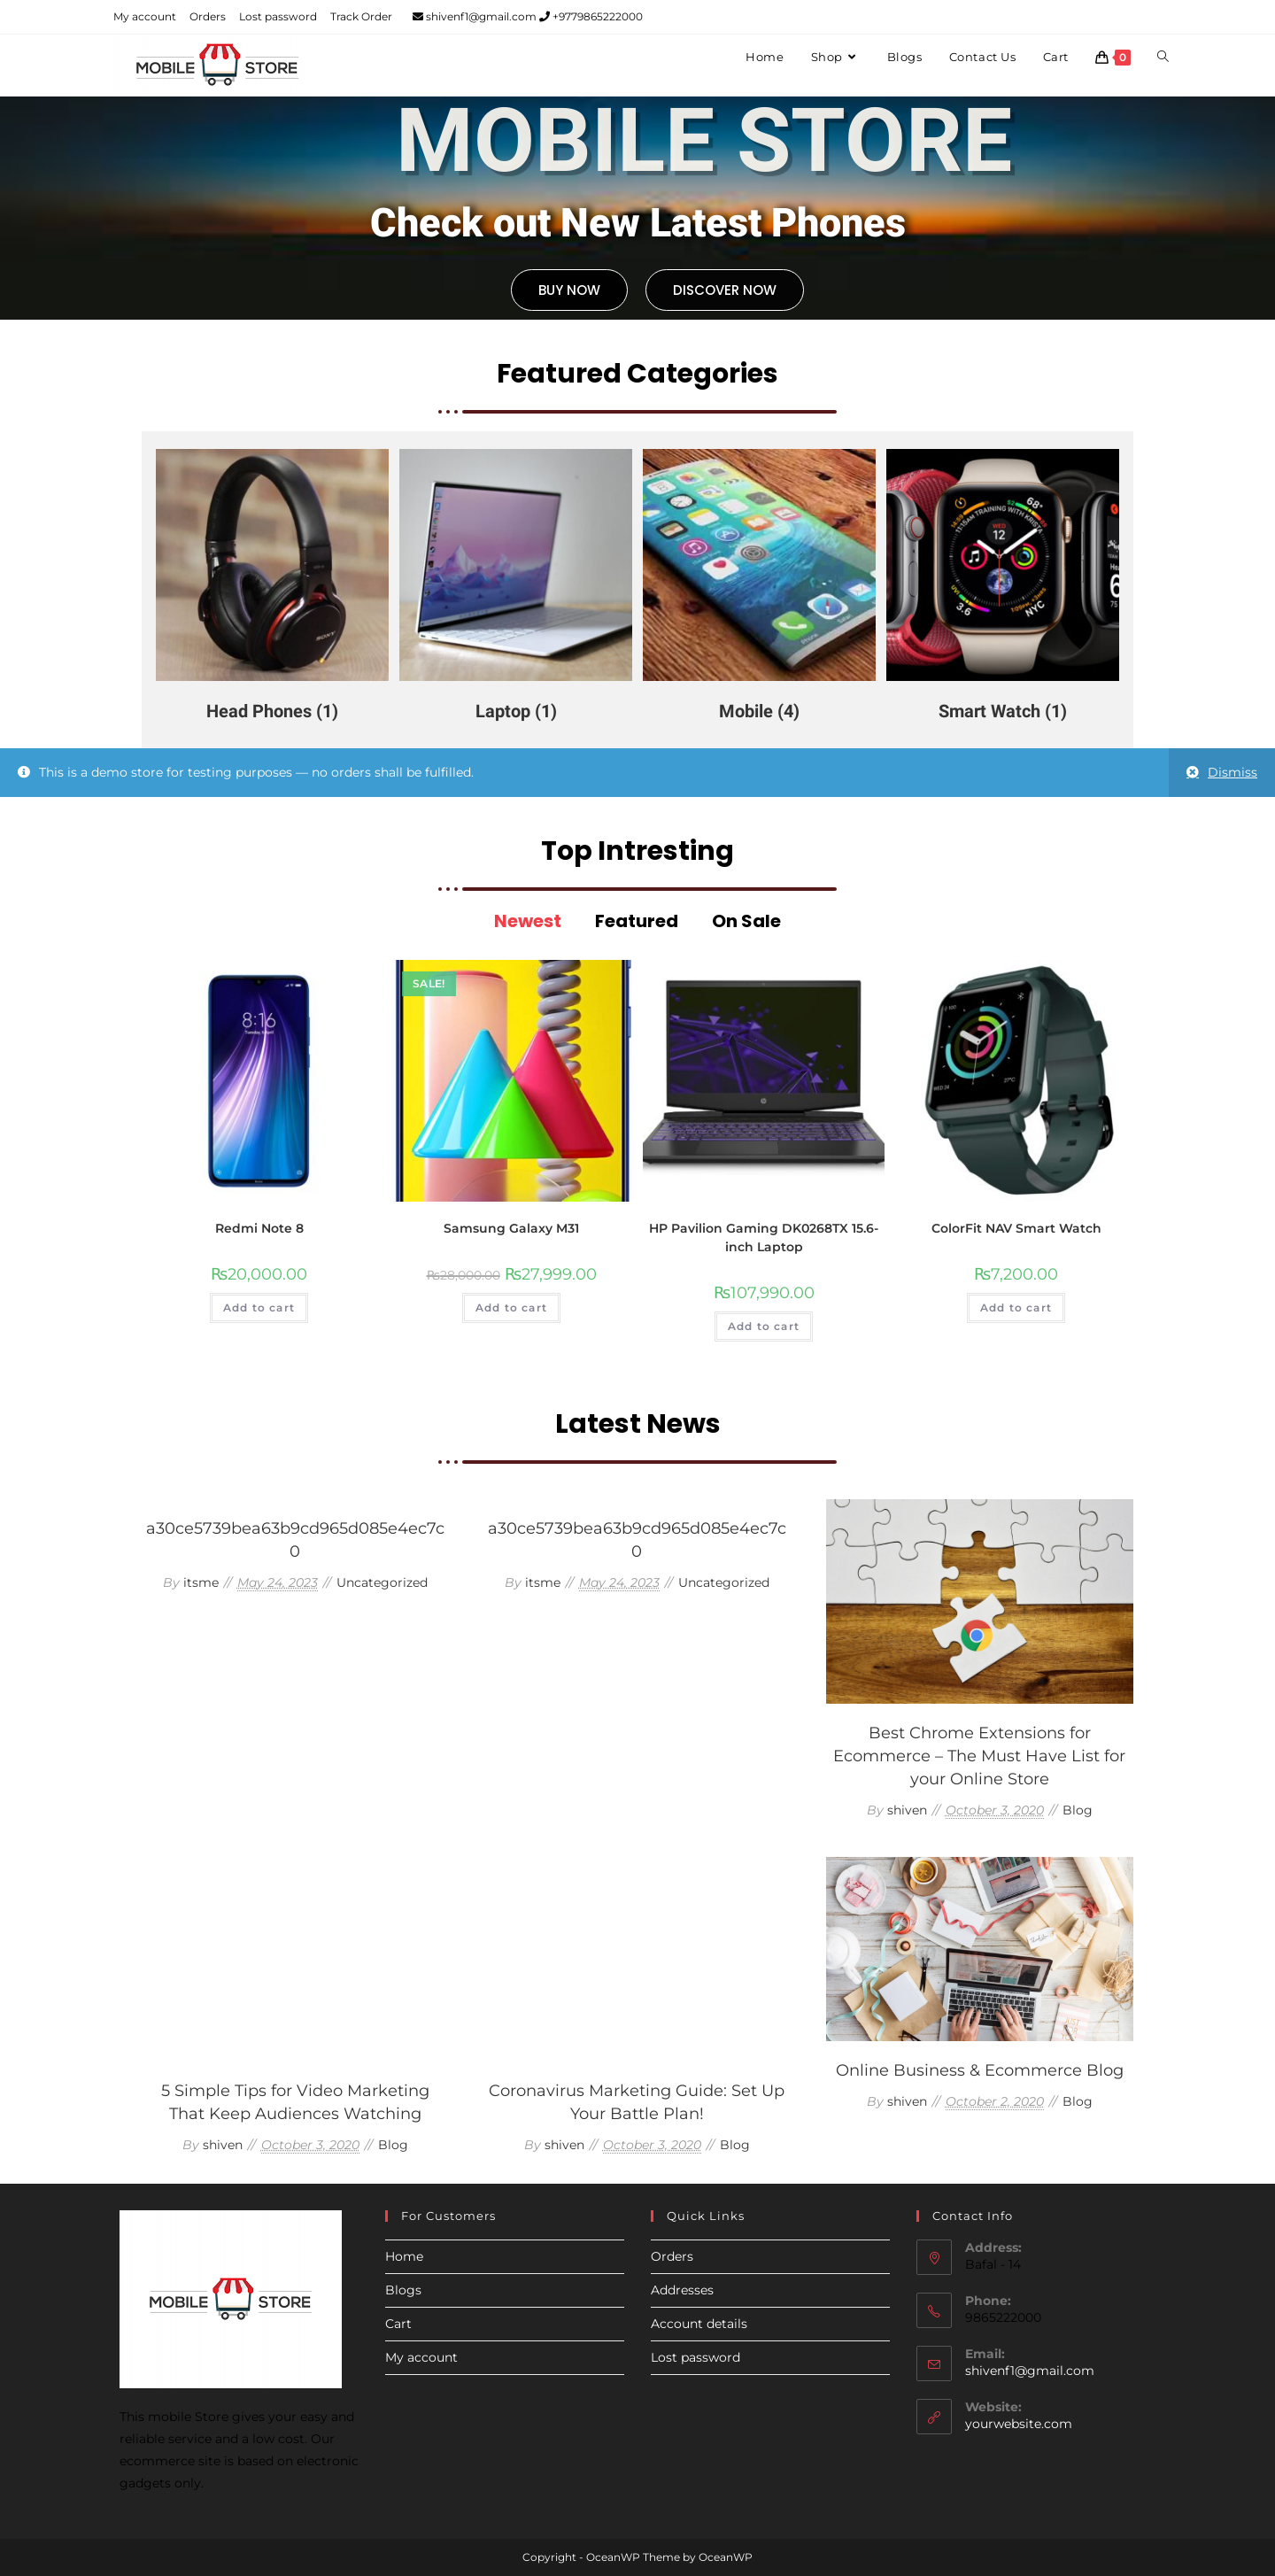 My account Orders Lost password Track Order shivenf1@gmail.com +9779865222000
MOBILE STORE
Home Shop Blogs Contact Us Cart 0
MOBILE STORE
Check out New Latest Phones
BUY NOW DISCOVER NOW
Featured Categories
Head Phones (1) Laptop (1) Mobile (4) Smart Watch (1)
This is a demo store for testing purposes — no orders shall be fulfilled. Dismiss
Top Intresting
Newest Featured On Sale
SALE!
Redmi Note 8
₨20,000.00
Add to cart
Samsung Galaxy M31
₨28,000.00 ₨27,999.00
Add to cart
HP Pavilion Gaming DK0268TX 15.6-
inch Laptop
₨107,990.00
Add to cart
ColorFit NAV Smart Watch
₨7,200.00
Add to cart
Latest News
a30ce5739bea63b9cd965d085e4ec7c
0
By itsme // May 24, 2023 // Uncategorized
a30ce5739bea63b9cd965d085e4ec7c
0
By itsme // May 24, 2023 // Uncategorized
Best Chrome Extensions for
Ecommerce – The Must Have List for
your Online Store
By shiven // October 3, 2020 // Blog
5 Simple Tips for Video Marketing
That Keep Audiences Watching
By shiven // October 3, 2020 // Blog
Coronavirus Marketing Guide: Set Up
Your Battle Plan!
By shiven // October 3, 2020 // Blog
Online Business & Ecommerce Blog
By shiven // October 2, 2020 // Blog
MOBILE STORE
This mobile Store gives your easy and
reliable service and a low cost. Our
ecommerce site is based on electronic
gadgets only.
For Customers
Home
Blogs
Cart
My account
Quick Links
Orders
Addresses
Account details
Lost password
Contact Info
Address:
Bafal - 14
Phone:
9865222000
Email:
shivenf1@gmail.com
Website:
yourwebsite.com
Copyright - OceanWP Theme by OceanWP